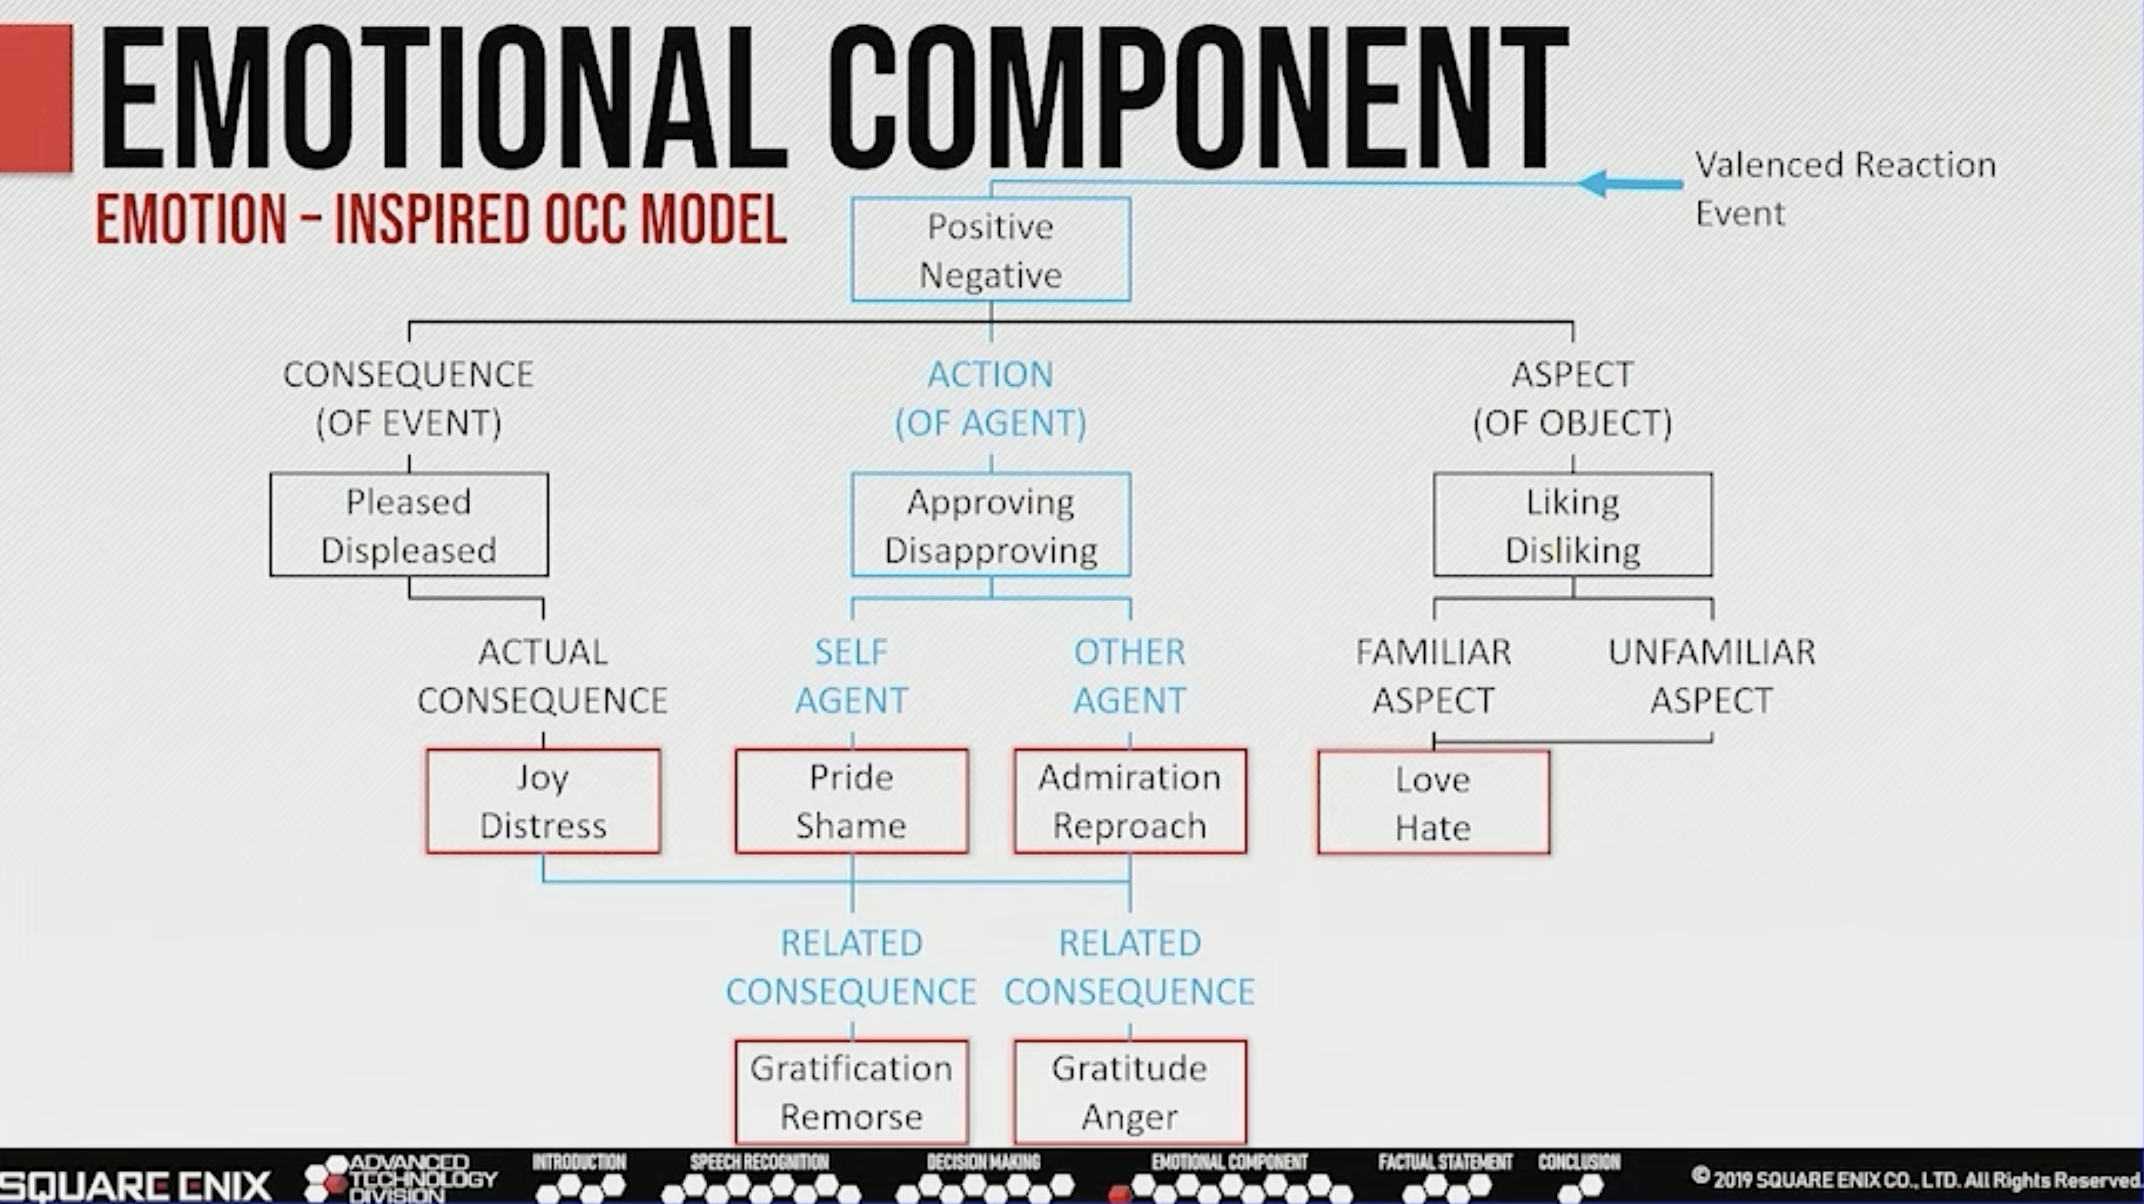 EMOTIONAL COMPONENT
EMOTION – INSPIRED OCC MODEL
Valenced Reaction
Event
Positive
Negative
CONSEQUENCE
(OF EVENT)
ACTION
(OF AGENT)
ASPECT
(OF OBJECT)
Pleased
Displeased
Approving
Disapproving
Liking
Disliking
ACTUAL
CONSEQUENCE
SELF
AGENT
OTHER
AGENT
FAMILIAR
ASPECT
UNFAMILIAR
ASPECT
Joy
Distress
Pride
Shame
Admiration
Reproach
Love
Hate
RELATED
CONSEQUENCE
RELATED
CONSEQUENCE
Gratification
Remorse
Gratitude
Anger
SQUARE ENIX
ADVANCED
TECHNOLOGY
DIVISION
INTRODUCTION
SPEECH RECOGNITION
DECISION MAKING
EMOTIONAL COMPONENT
FACTUAL STATEMENT
CONCLUSION
© 2019 SQUARE ENIX CO., LTD. All Rights Reserved.